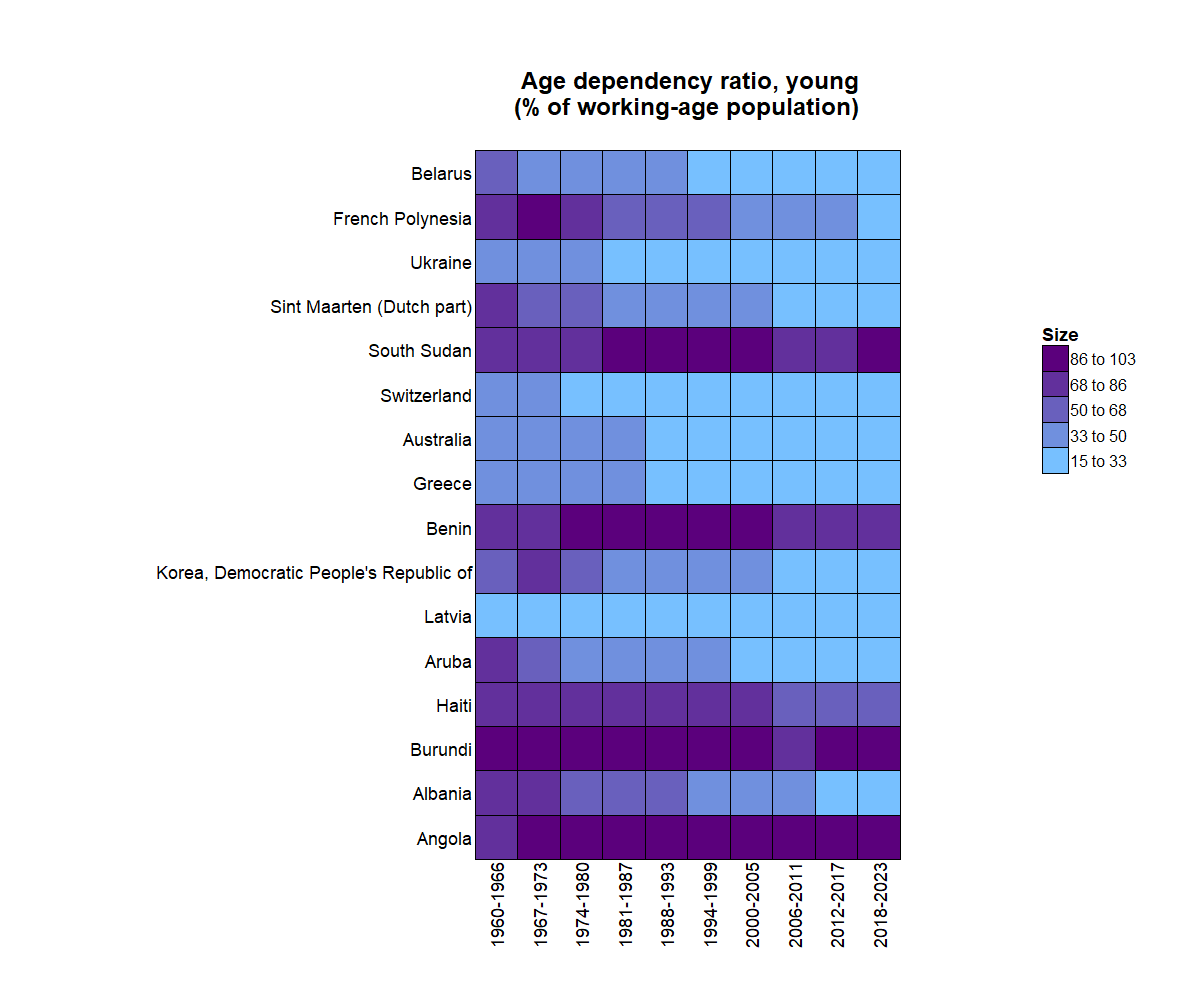 Age dependency ratio, young
(% of working-age population)
Belarus
French Polynesia
Ukraine
Sint Maarten (Dutch part)
South Sudan
Switzerland
Australia
Greece
Benin
Korea, Democratic People's Republic of
Latvia
Aruba
Haiti
Burundi
Albania
Angola
1960-1966
1967-1973
1974-1980
1981-1987
1988-1993
1994-1999
2000-2005
2006-2011
2012-2017
2018-2023
Size
86 to 103
68 to 86
50 to 68
33 to 50
15 to 33